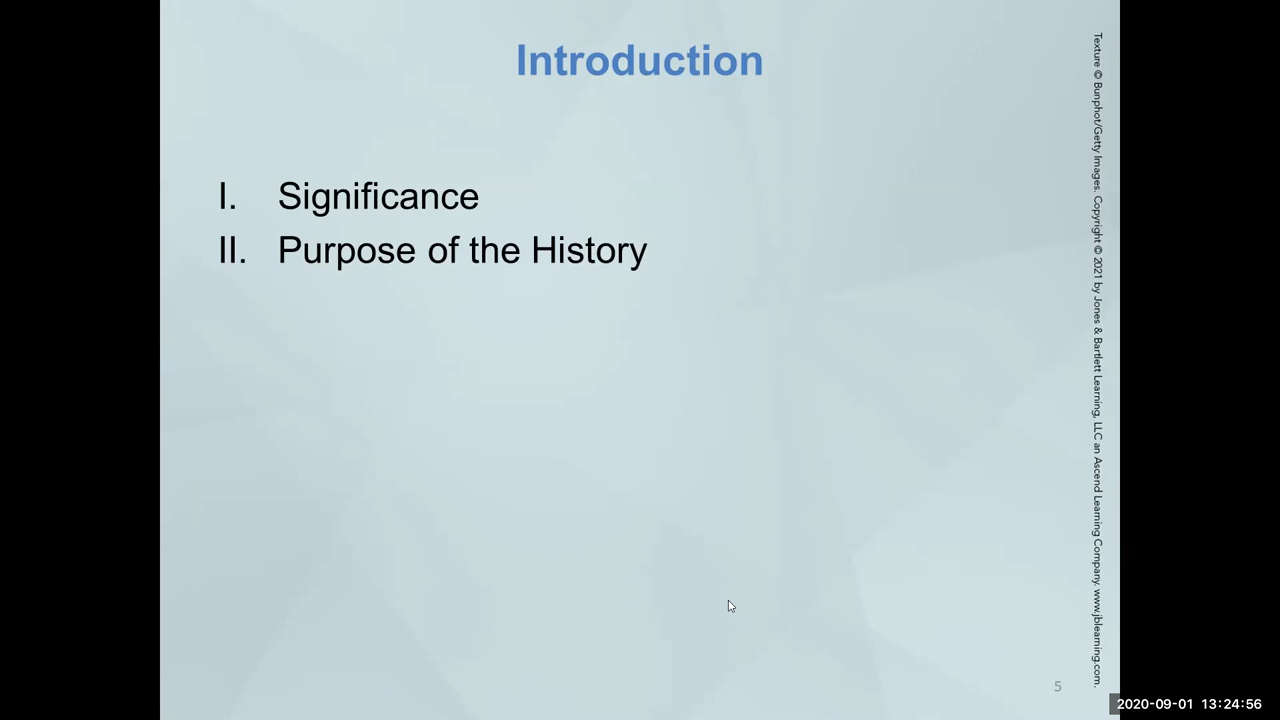 Introduction
I. Significance
II. Purpose of the History
Texture © Bunphot/Getty Images. Copyright © 2021 by Jones & Bartlett Learning, LLC an Ascend Learning Company. www.jblearning.com.
5
2020-09-01 13:24:56